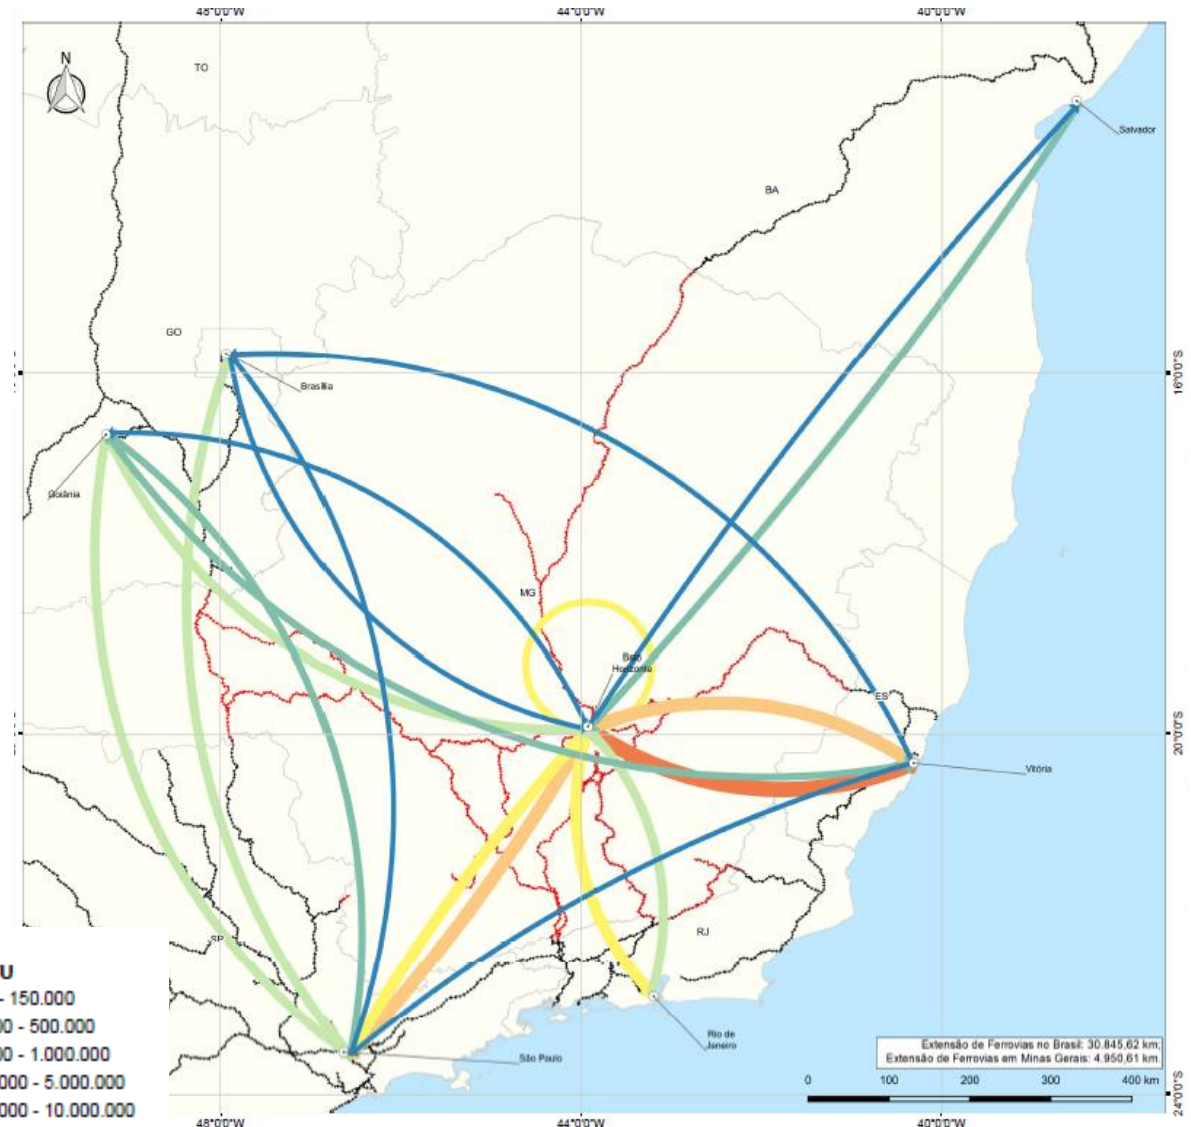 48°0'0"W
44°0'0"W
40°0'0"W
N
TO
Salvador
BA
GO
Brasília
16°0'0"S
Goiânia
MG
Belo
Horizonte
ES
20°0'0"S
Vitória
SP
RJ
U
- 150.000
00 - 500.000
00 - 1.000.000
000 - 5.000.000
000 - 10.000.000
Rio de
Janeiro
São Paulo
Extensão de Ferrovias no Brasil: 30.845,62 km;
Extensão de Ferrovias em Minas Gerais: 4.950,61 km.
0 100 200 300 400 km
24°0'0"S
48°0'0"W
44°0'0"W
40°0'0"W